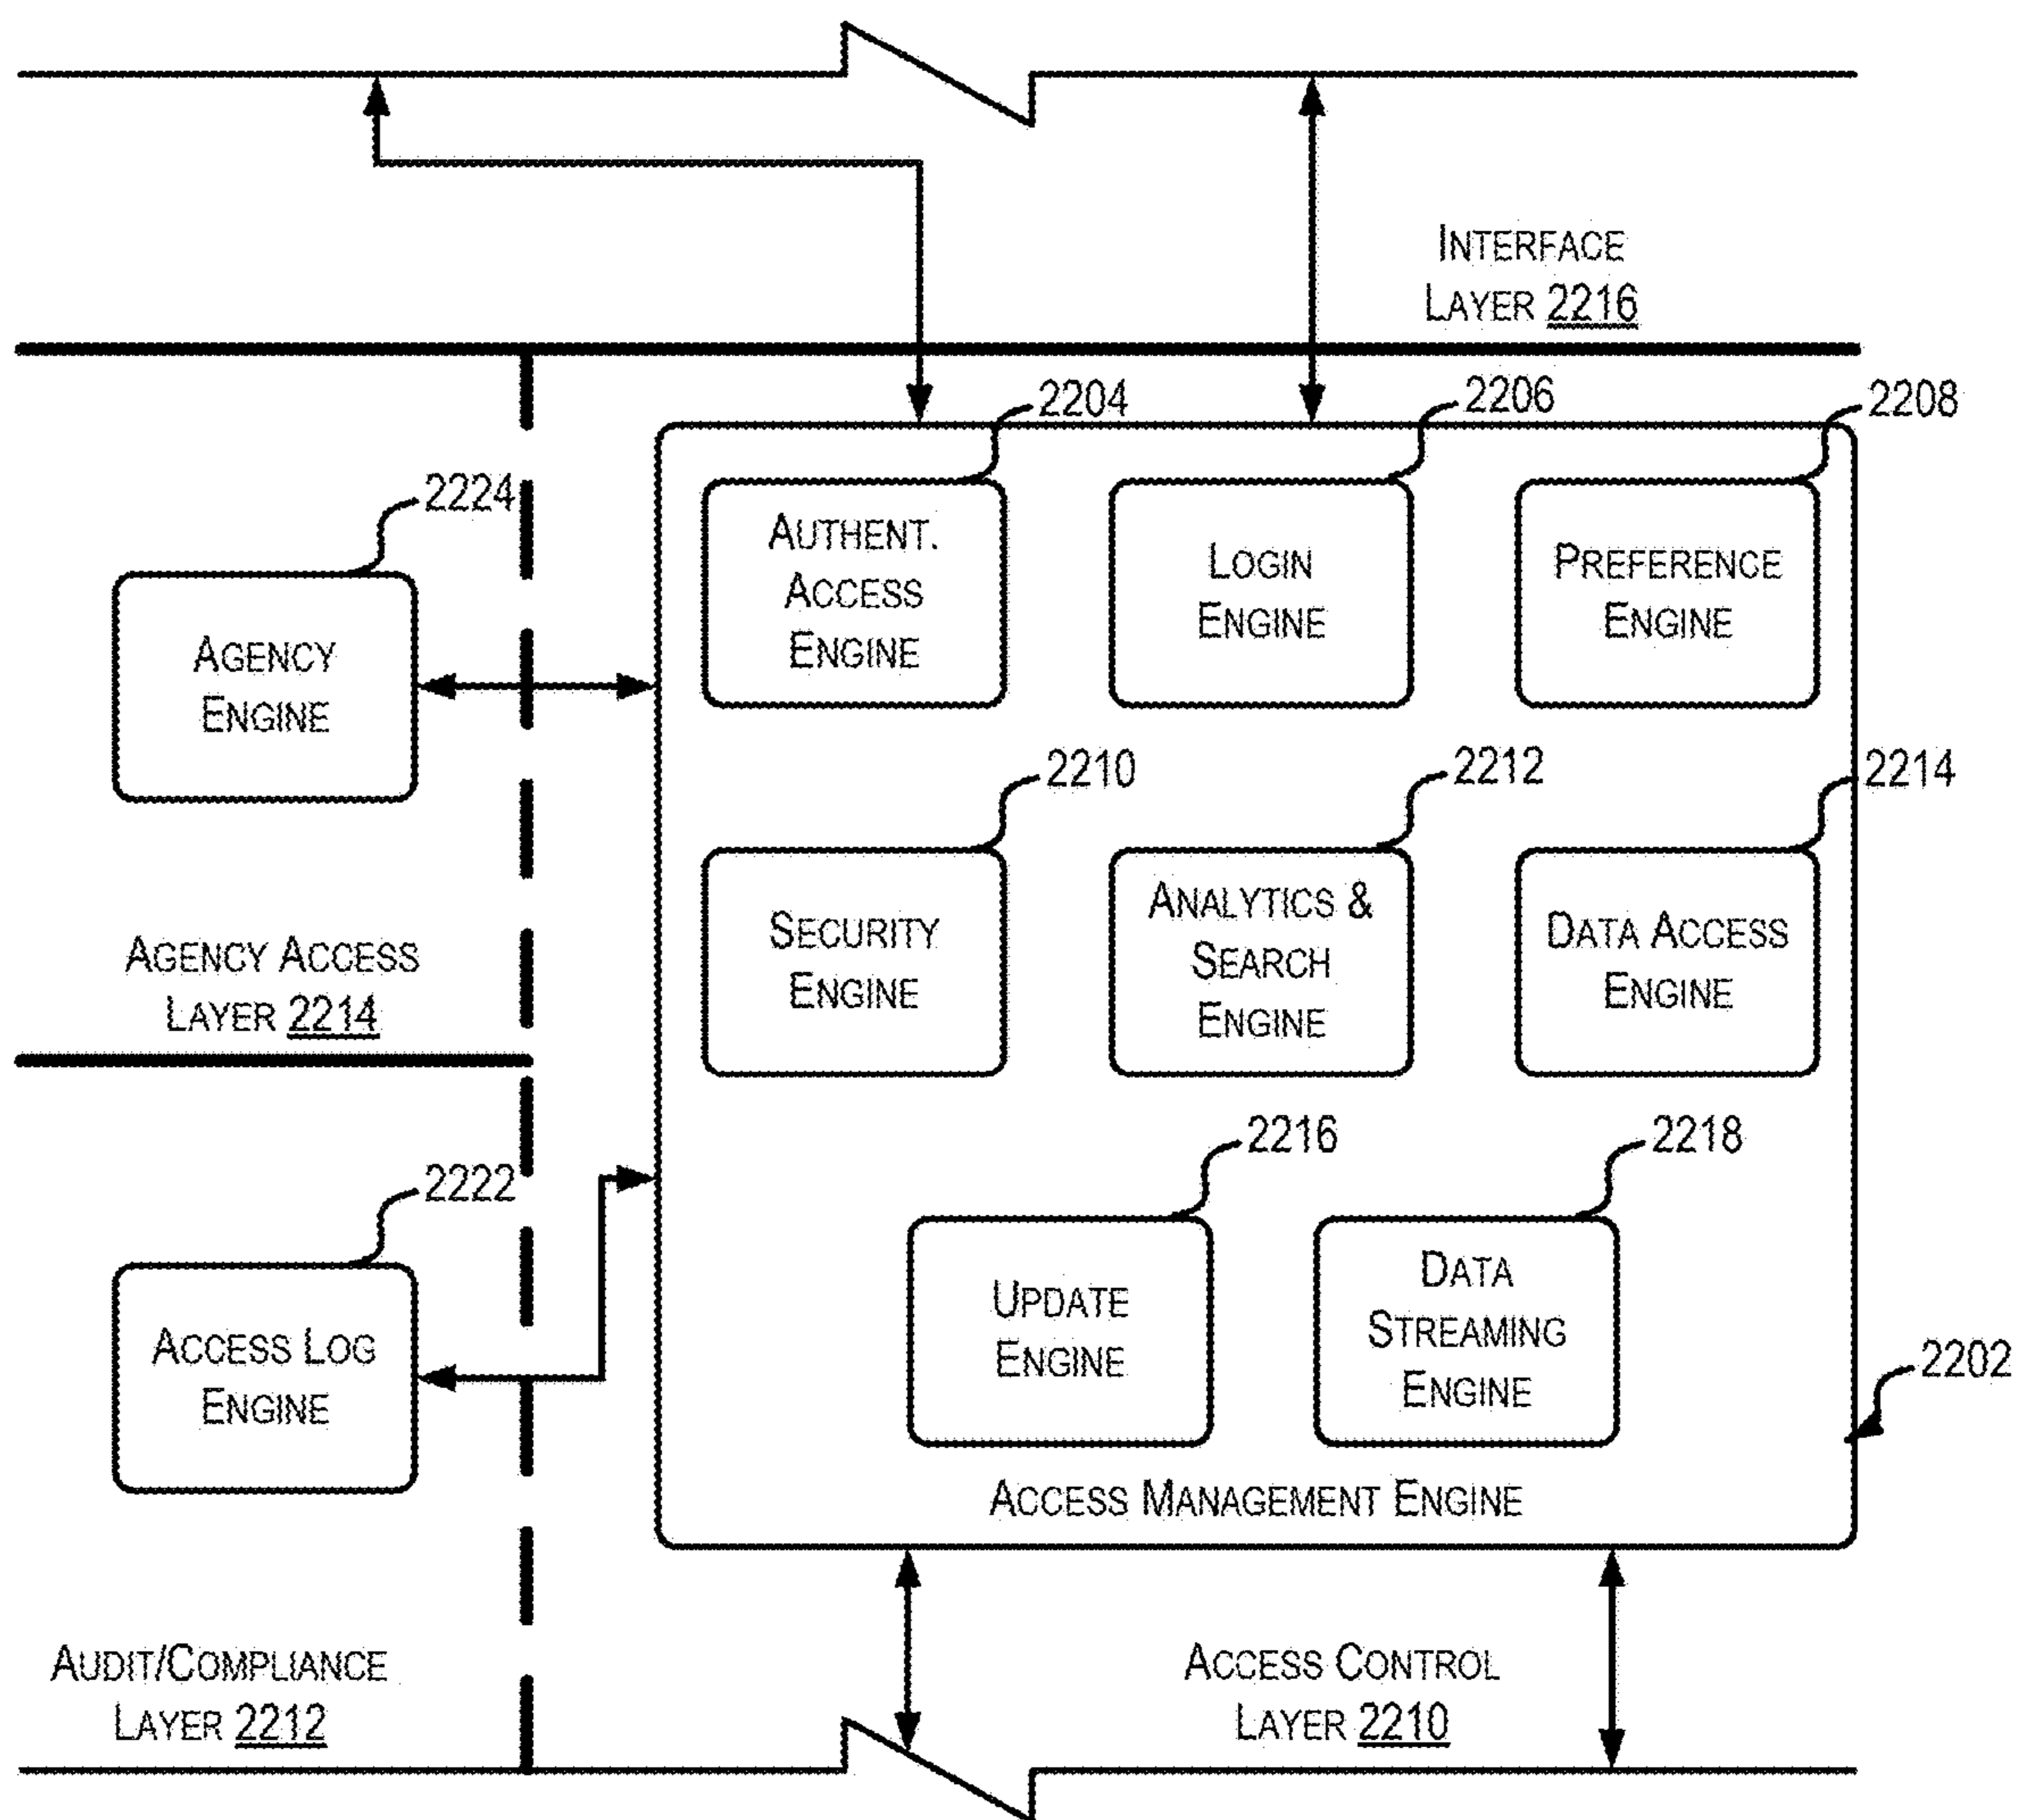 INTERFACE
LAYER 2216
2204
2206
2208
2224
AUTHENT.
ACCESS
ENGINE
LOGIN
ENGINE
PREFERENCE
ENGINE
AGENCY
ENGINE
2210
2212
2214
SECURITY
ENGINE
ANALYTICS &
SEARCH
ENGINE
DATA ACCESS
ENGINE
AGENCY ACCESS
LAYER 2214
2216
2218
2222
UPDATE
ENGINE
DATA
STREAMING
ENGINE
ACCESS LOG
ENGINE
2202
ACCESS MANAGEMENT ENGINE
AUDIT/COMPLIANCE
LAYER 2212
ACCESS CONTROL
LAYER 2210